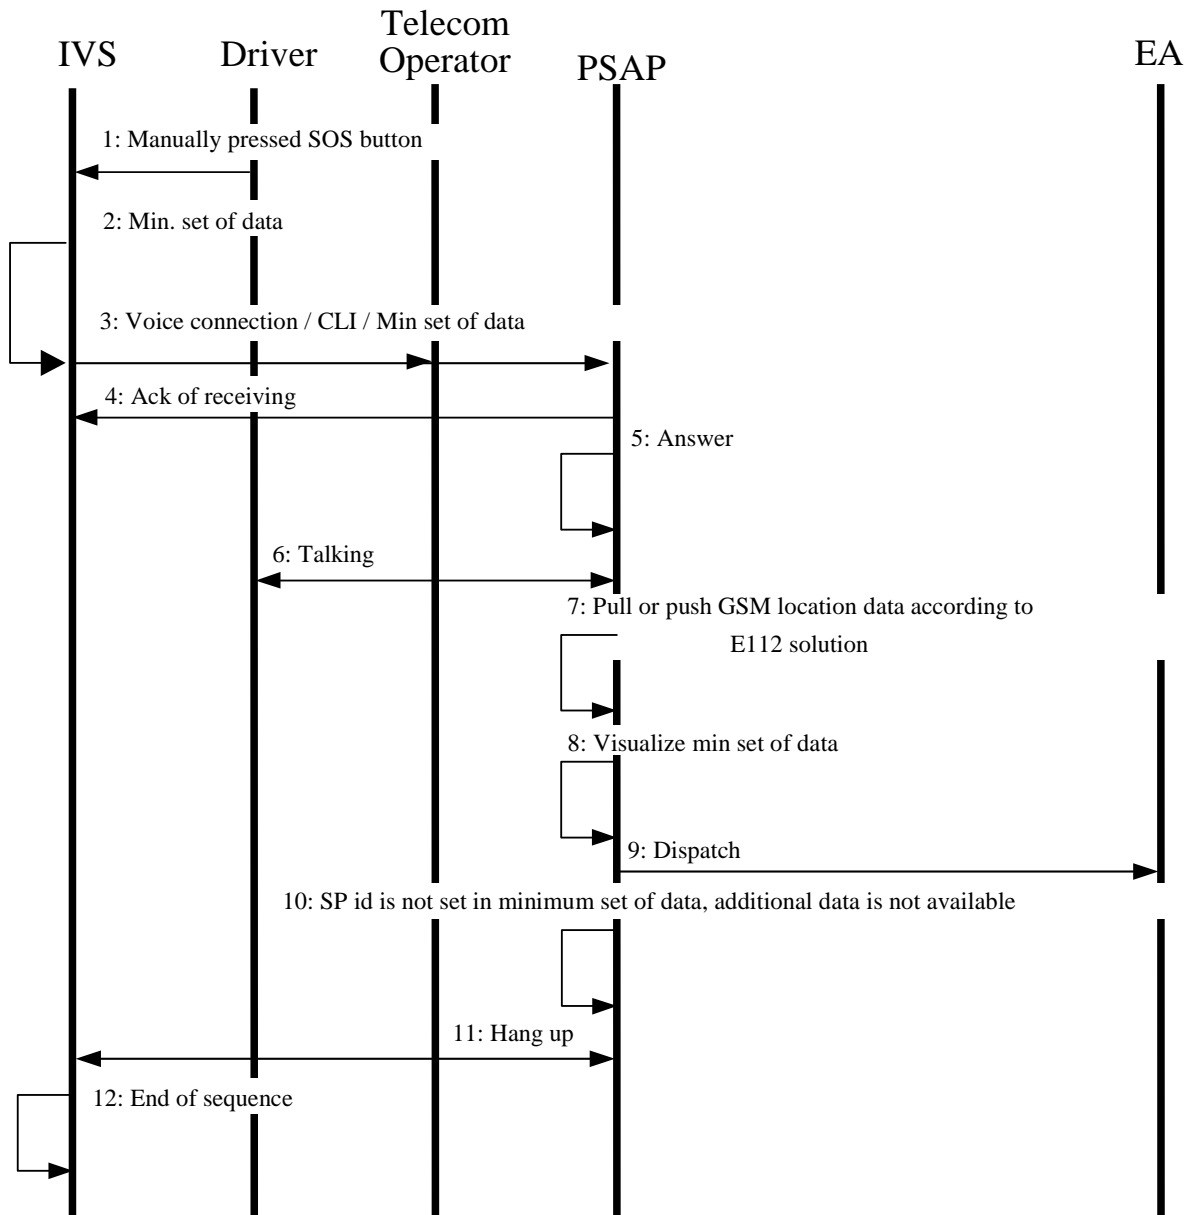 Telecom
IVS Driver Operator PSAP EA
1: Manually pressed SOS button
2: Min. set of data
3: Voice connection / CLI / Min set of data
4: Ack of receiving
5: Answer
6: Talking
7: Pull or push GSM location data according to
E112 solution
8: Visualize min set of data
9: Dispatch
10: SP id is not set in minimum set of data, additional data is not available
11: Hang up
12: End of sequence